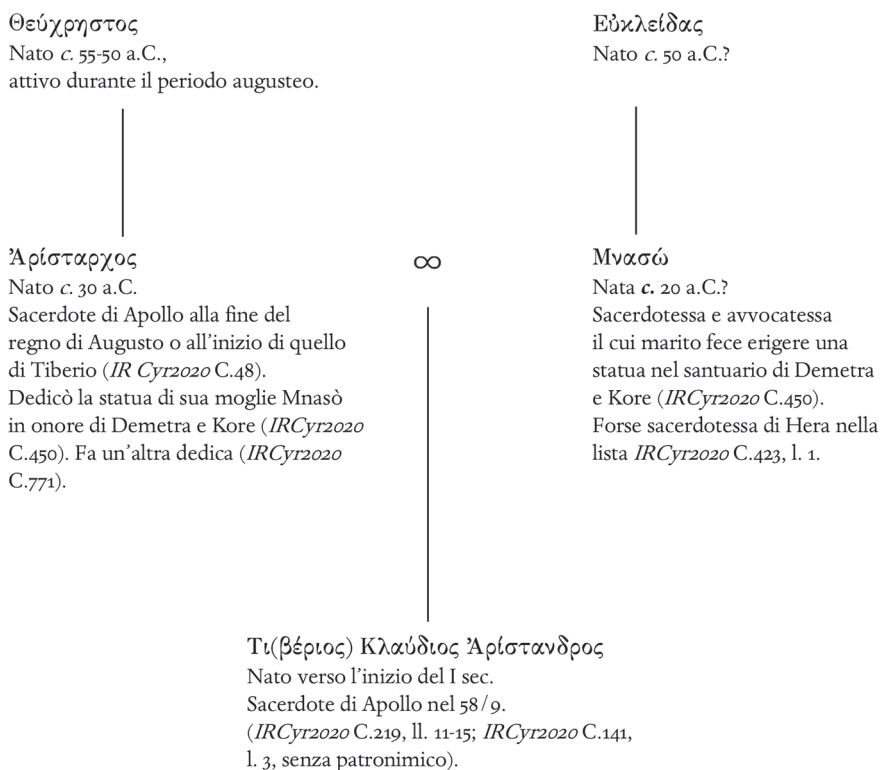 Θεύχρηστος
Nato c. 55-50 a.C.,
attivo durante il periodo augusteo.
Εὐκλείδας
Nato c. 50 a.C.?
Ἀρίσταρχος
Nato c. 30 a.C.
Sacerdote di Apollo alla fine del
regno di Augusto o all’inizio di quello
di Tiberio (IR Cyr2020 C.48).
Dedicò la statua di sua moglie Mnasò
in onore di Demetra e Kore (IRCyr2020
C.450). Fa un’altra dedica (IRCyr2020
C.771).
∞
Μνασώ
Nata c. 20 a.C.?
Sacerdotessa e avvocatessa
il cui marito fece erigere una
statua nel santuario di Demetra
e Kore (IRCyr2020 C.450).
Forse sacerdotessa di Hera nella
lista IRCyr2020 C.423, l. 1.
Τι(βέριος) Κλαύδιος Ἀρίστανδρος
Nato verso l’inizio del I sec.
Sacerdote di Apollo nel 58/9.
(IRCyr2020 C.219, ll. 11-15; IRCyr2020 C.141,
l. 3, senza patronimico).